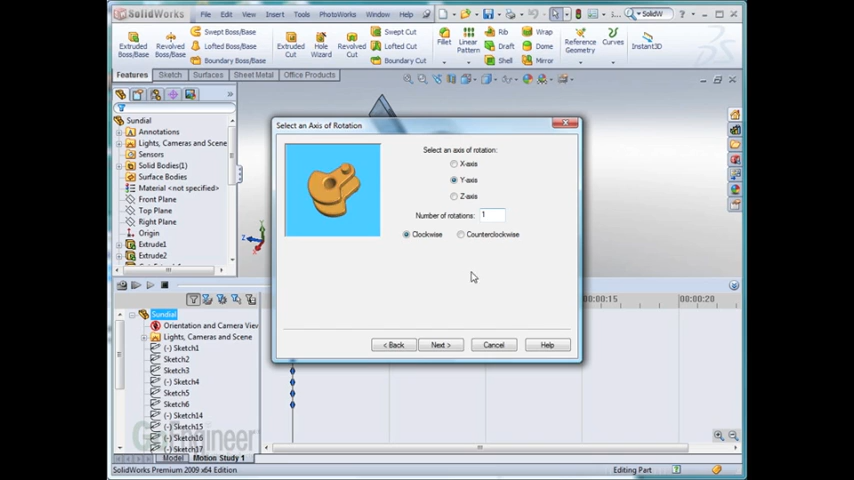 SolidWorks File Edit View Insert Tools PhotoWorks Window Help SolidW
Extruded Boss/Base
Revolved Boss/Base
Swept Boss/Base
Lofted Boss/Base
Boundary Boss/Base
Extruded Cut
Hole Wizard
Revolved Cut
Swept Cut
Lofted Cut
Boundary Cut
Fillet
Linear Pattern
Rib
Draft
Shell
Wrap
Dome
Mirror
Reference Geometry
Curves
Instant3D
Features Sketch Surfaces Sheet Metal Office Products
Sundial
Annotations
Lights, Cameras and Scene
Sensors
Solid Bodies(1)
Surface Bodies
Material <not specified>
Front Plane
Top Plane
Right Plane
Origin
Extrude1
Extrude2
Select an Axis of Rotation
Select an axis of rotation:
X-axis
Y-axis
Z-axis
Number of rotations: 1
Clockwise Counterclockwise
< Back Next > Cancel Help
00:00:15 00:00:20
Sundial
Orientation and Camera View
Lights, Cameras and Scene
(-) Sketch1
Sketch2
Sketch3
(-) Sketch4
Sketch5
Sketch6
(-) Sketch14
(-) Sketch15
(-) Sketch16
(-) Sketch17
Model Motion Study 1
SolidWorks Premium 2009 x64 Edition Editing Part